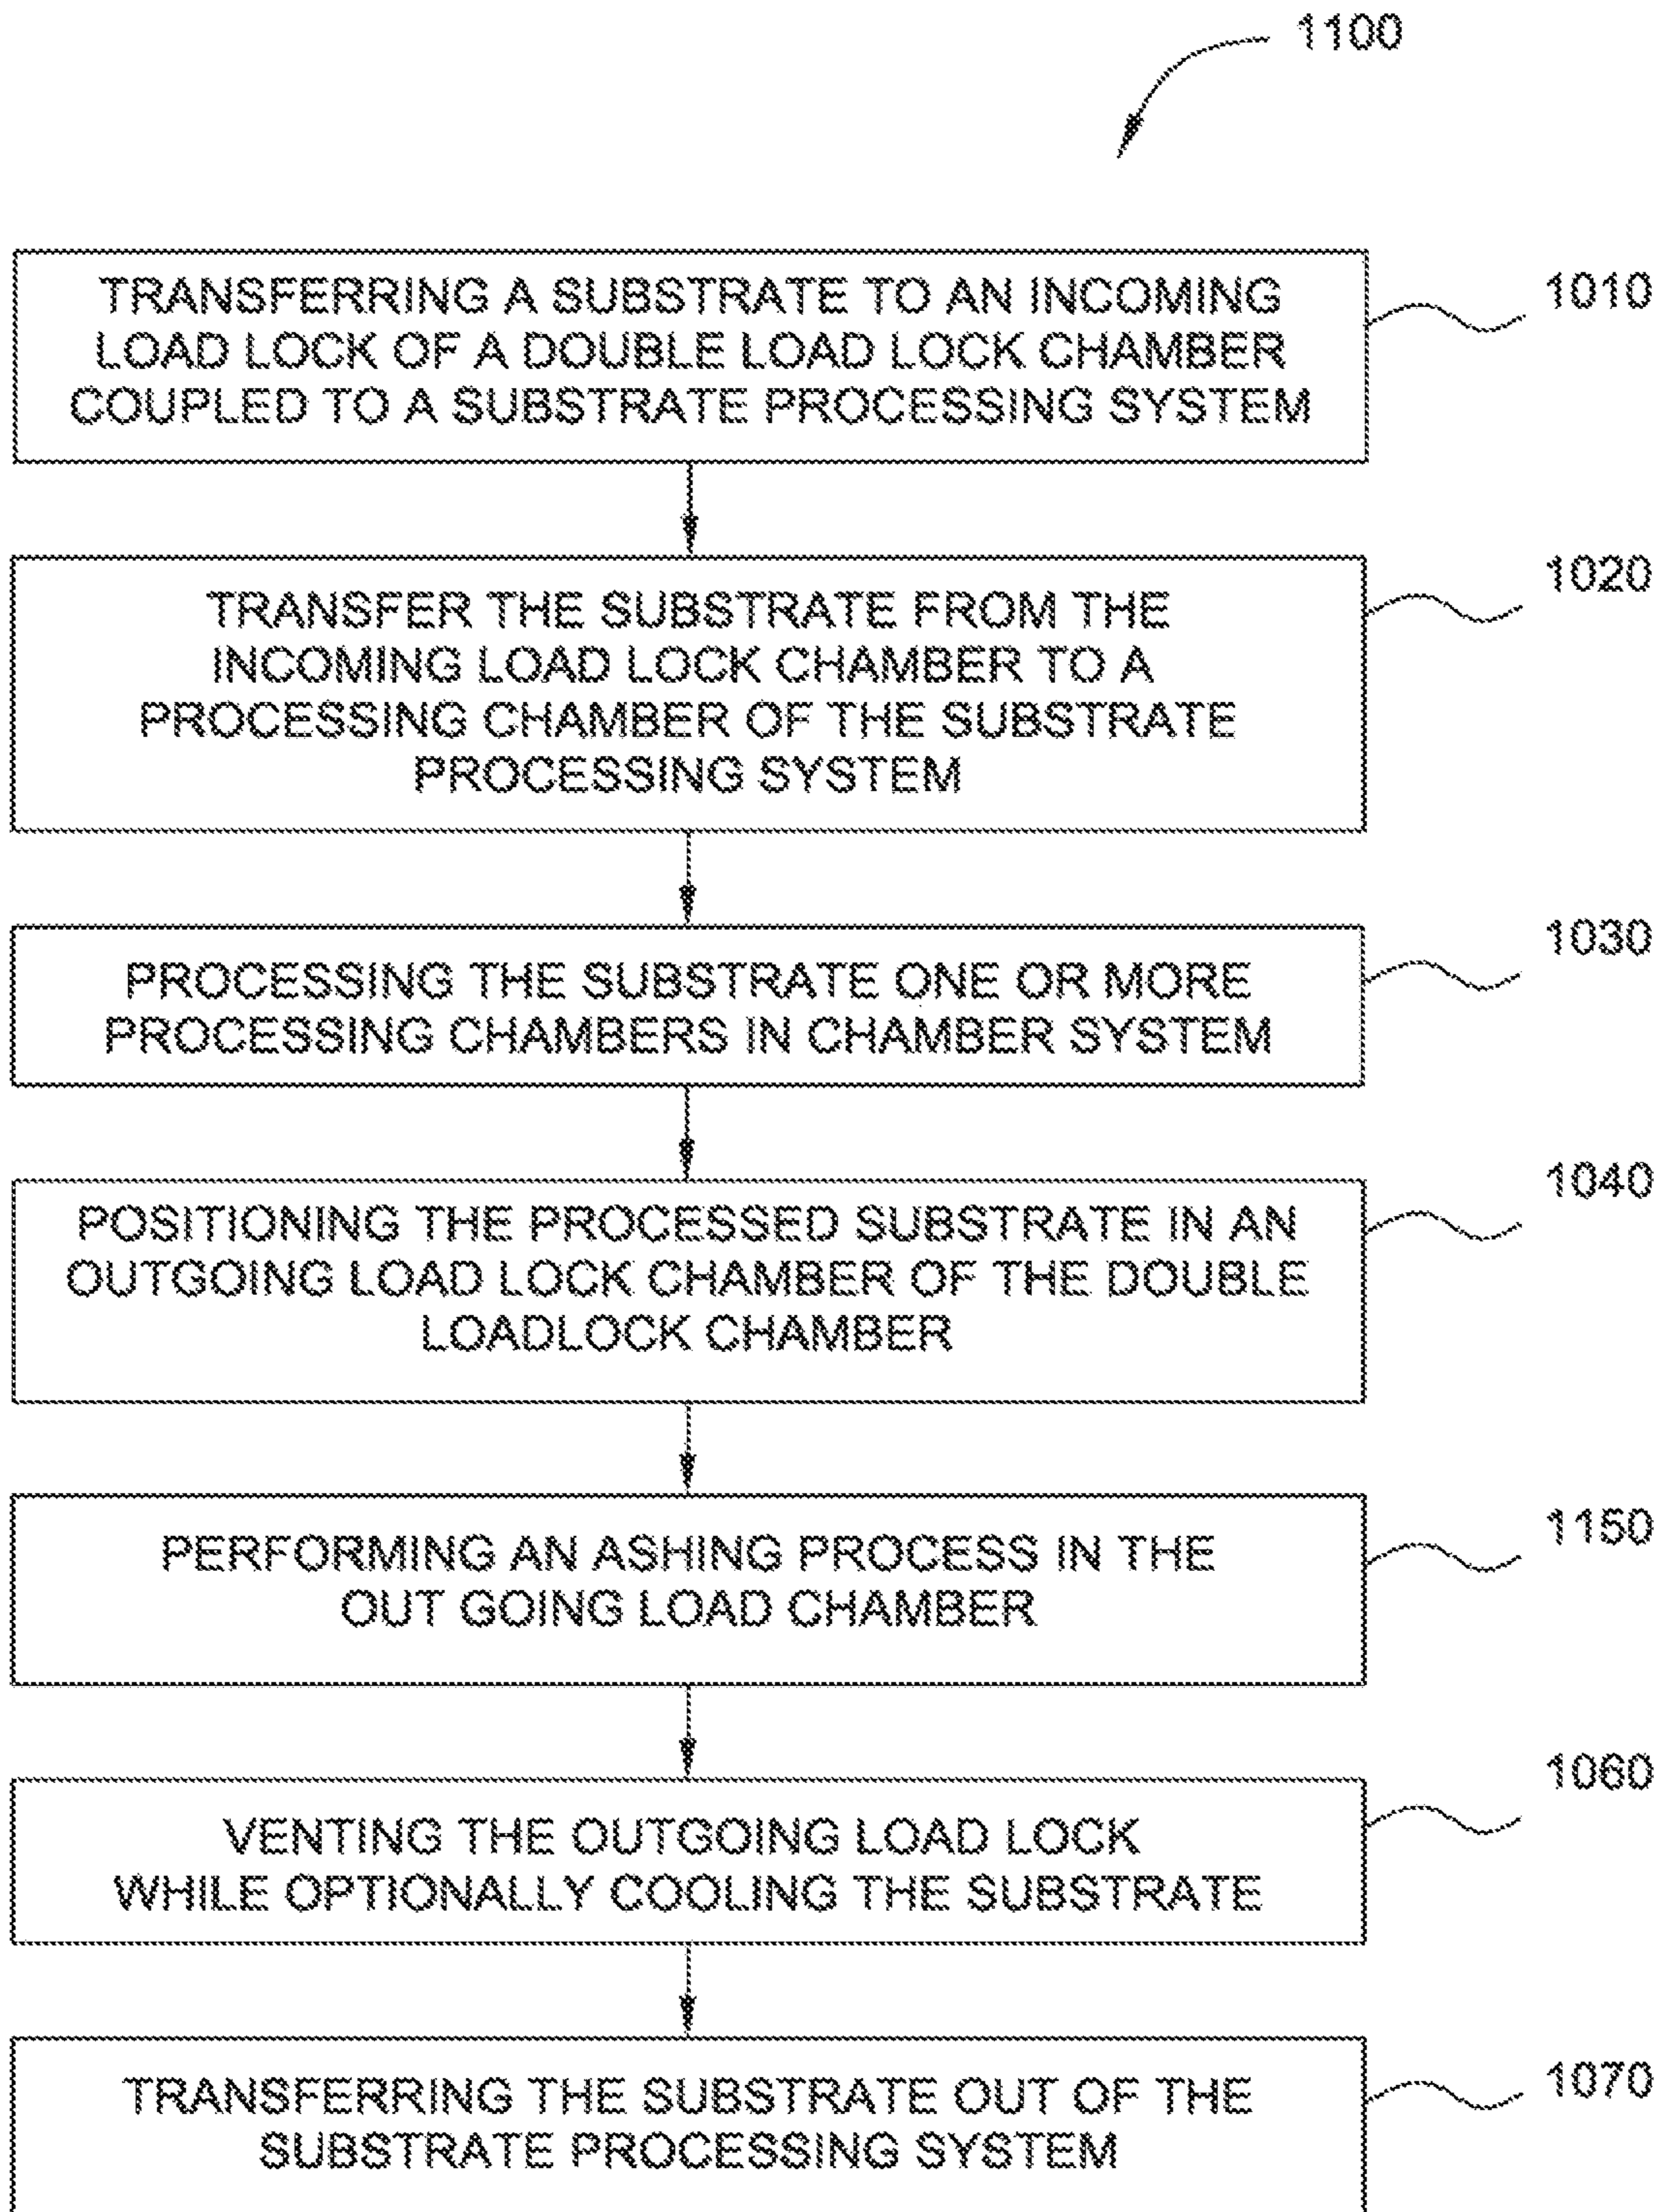 1100
TRANSFERRING A SUBSTRATE TO AN INCOMING
LOAD LOCK OF A DOUBLE LOAD LOCK CHAMBER
COUPLED TO A SUBSTRATE PROCESSING SYSTEM
1010
TRANSFER THE SUBSTRATE FROM THE
INCOMING LOAD LOCK CHAMBER TO A
PROCESSING CHAMBER OF THE SUBSTRATE
PROCESSING SYSTEM
1020
PROCESSING THE SUBSTRATE ONE OR MORE
PROCESSING CHAMBERS IN CHAMBER SYSTEM
1030
POSITIONING THE PROCESSED SUBSTRATE IN AN
OUTGOING LOAD LOCK CHAMBER OF THE DOUBLE
LOADLOCK CHAMBER
1040
PERFORMING AN ASHING PROCESS IN THE
OUT GOING LOAD CHAMBER
1150
VENTING THE OUTGOING LOAD LOCK
WHILE OPTIONALLY COOLING THE SUBSTRATE
1060
TRANSFERRING THE SUBSTRATE OUT OF THE
SUBSTRATE PROCESSING SYSTEM
1070